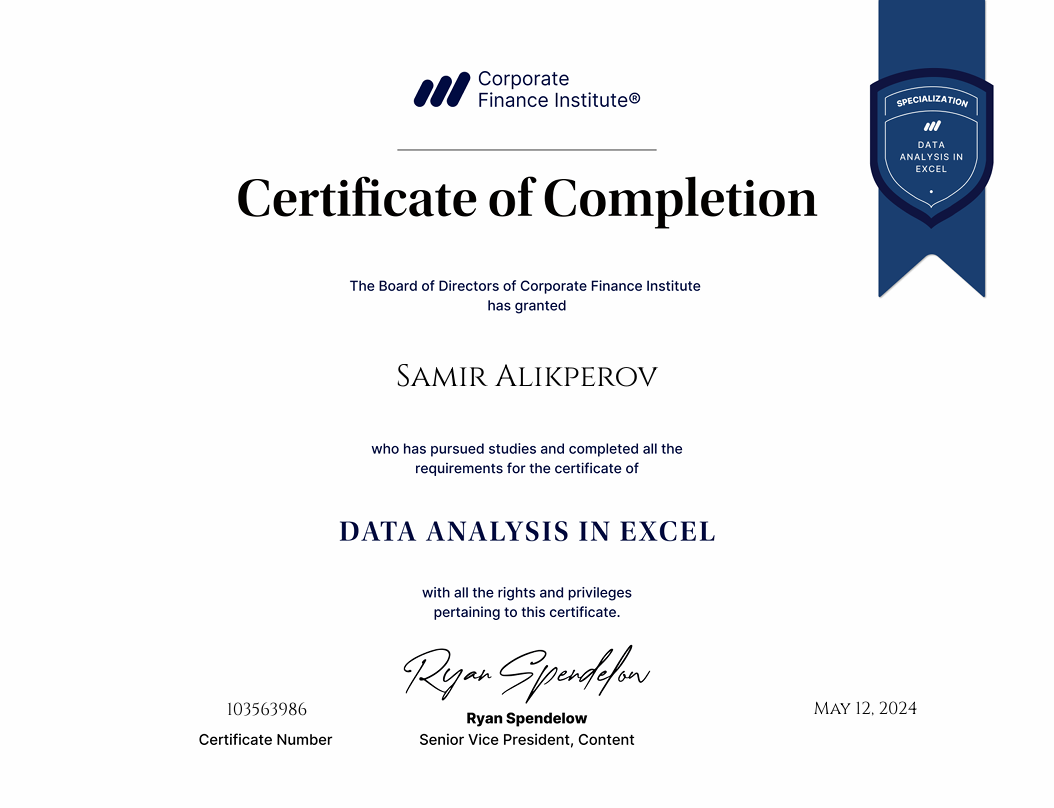 Corporate
Finance Institute®
SPECIALIZATION
DATA
ANALYSIS IN
EXCEL
Certificate of Completion
The Board of Directors of Corporate Finance Institute
has granted
Samir Alikperov
who has pursued studies and completed all the
requirements for the certificate of
DATA ANALYSIS IN EXCEL
with all the rights and privileges
pertaining to this certificate.
Ryan Spendelow
103563986
Ryan Spendelow
May 12, 2024
Certificate Number
Senior Vice President, Content